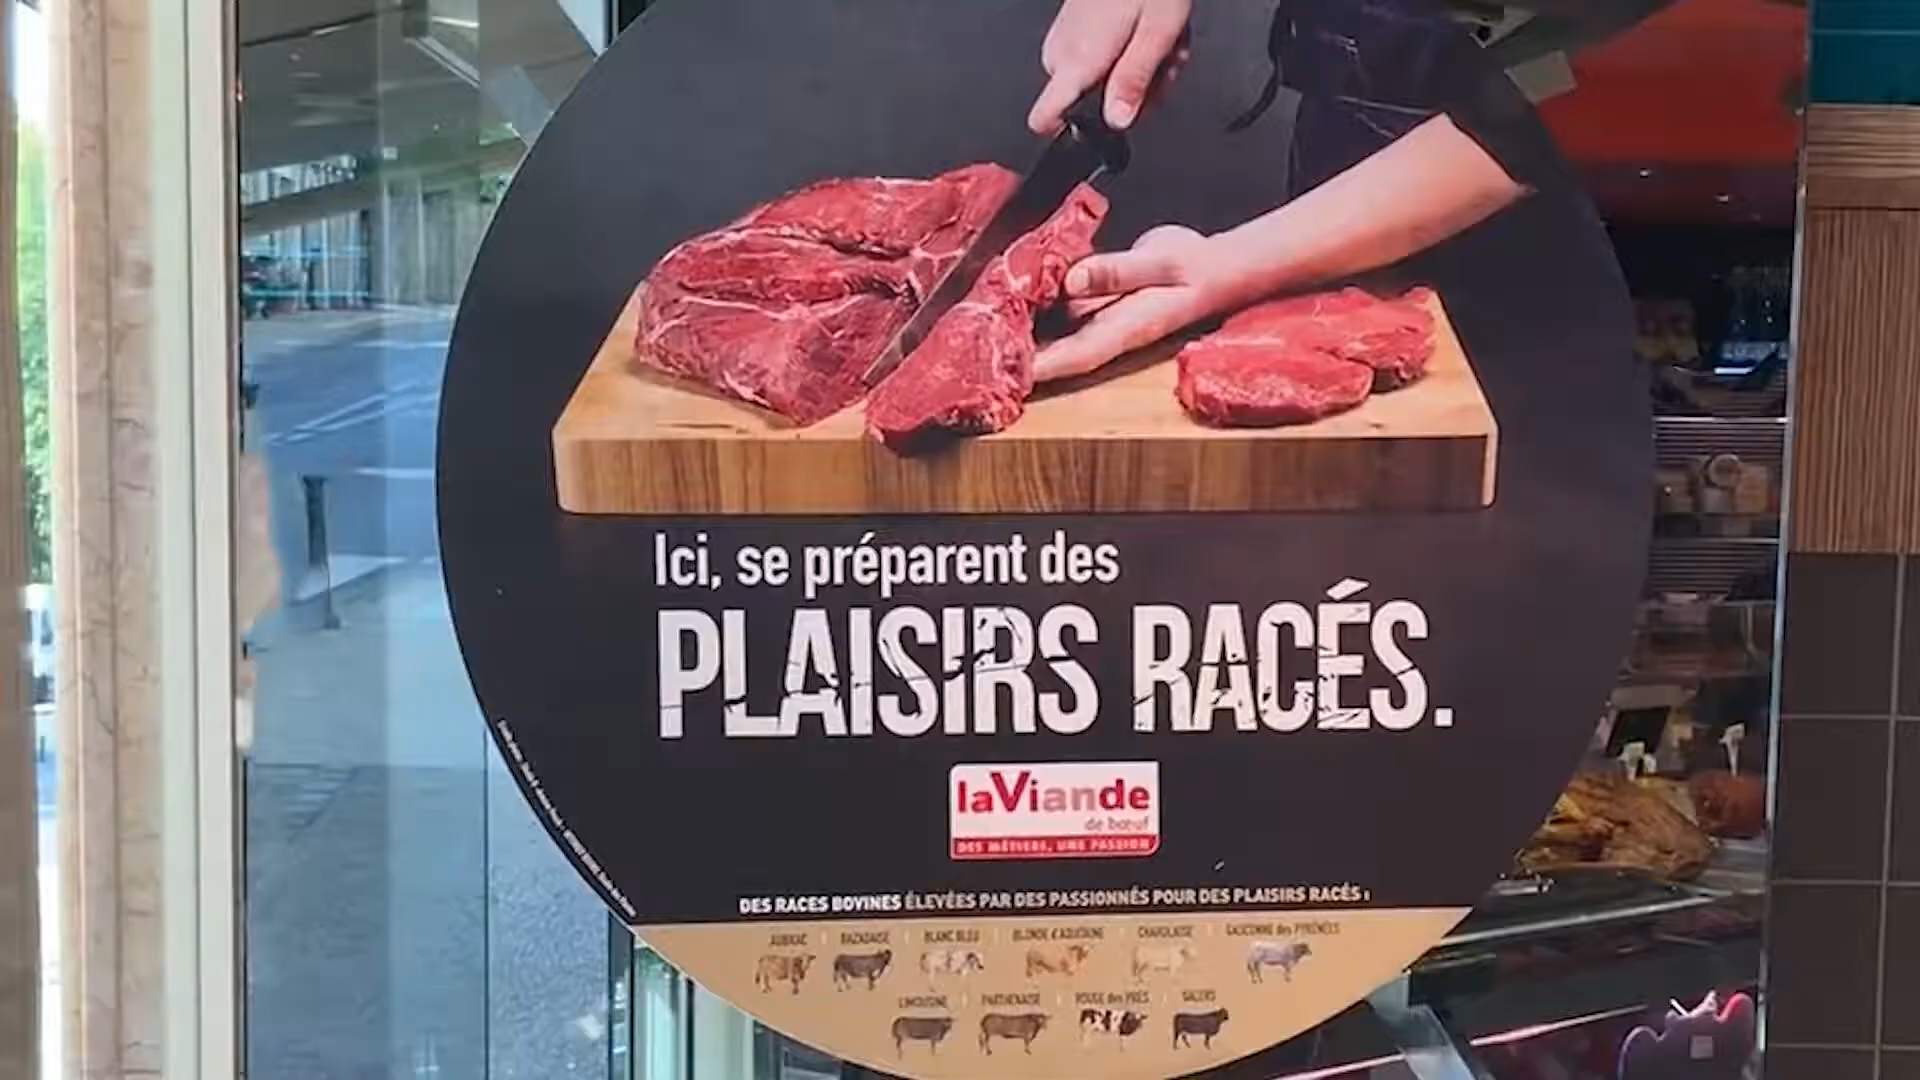 Ici, se préparent des
PLAISIRS RACÉS.
laViande
de bœuf
DES MÉTIERS, UNE PASSION
DES RACES BOVINES ÉLEVÉES PAR DES PASSIONNÉS POUR DES PLAISIRS RACÉS :
AUBRAC | BAZADAISE | BLANC BLEU | BLONDE d'AQUITAINE | CHAROLAISE | GASCONNE des PYRÉNÉES
LIMOUSINE | PARTHENAISE | ROUGE des PRÉS | SALERS